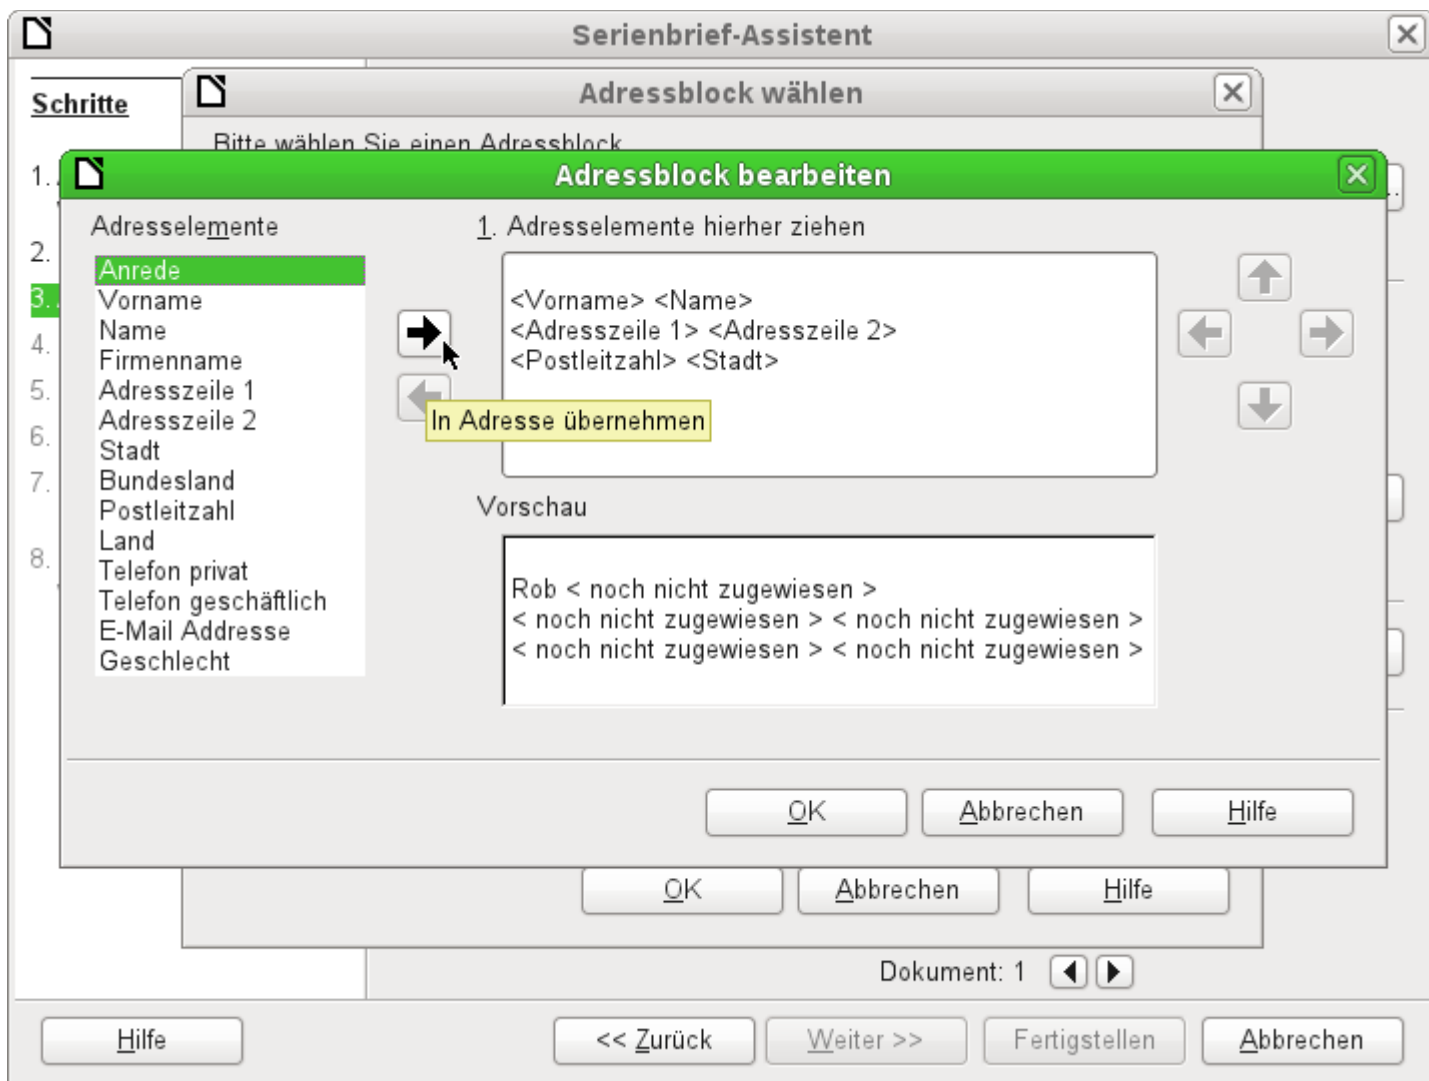 Serienbrief-Assistent
Schritte
Adressblock wählen
Bitte wählen Sie einen Adressblock
1.
2.
3.
4.
5.
6.
7.
8.
Adressblock bearbeiten
Adresselemente
Anrede
Vorname
Name
Firmenname
Adresszeile 1
Adresszeile 2
Stadt
Bundesland
Postleitzahl
Land
Telefon privat
Telefon geschäftlich
E-Mail Addresse
Geschlecht
1. Adresselemente hierher ziehen
<Vorname> <Name>
<Adresszeile 1> <Adresszeile 2>
<Postleitzahl> <Stadt>
In Adresse übernehmen
Vorschau
Rob < noch nicht zugewiesen >
< noch nicht zugewiesen > < noch nicht zugewiesen >
< noch nicht zugewiesen > < noch nicht zugewiesen >
OK Abbrechen Hilfe
OK Abbrechen Hilfe
Dokument: 1
Hilfe << Zurück Weiter >> Fertigstellen Abbrechen